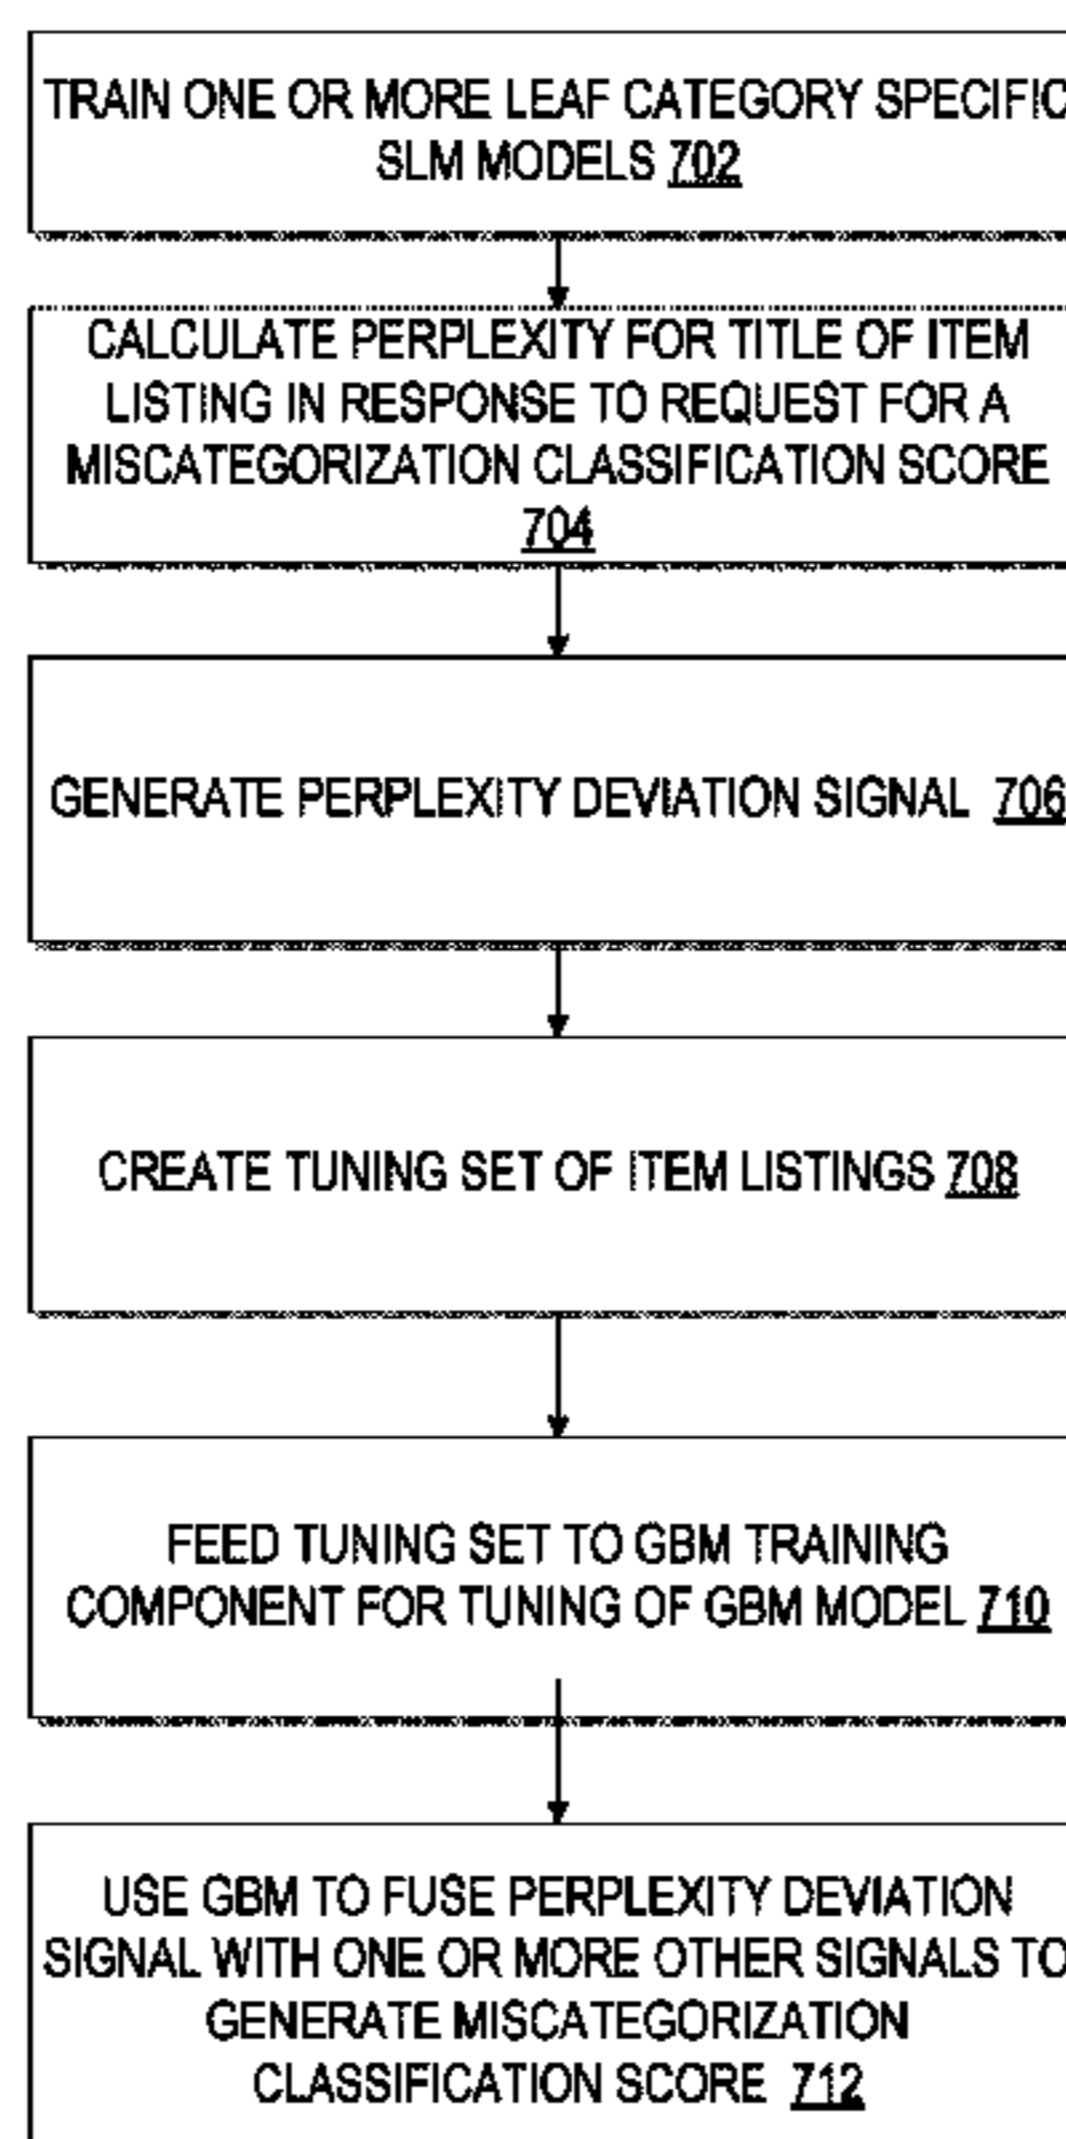 TRAIN ONE OR MORE LEAF CATEGORY SPECIFIC
SLM MODELS 702
CALCULATE PERPLEXITY FOR TITLE OF ITEM
LISTING IN RESPONSE TO REQUEST FOR A
MISCATEGORIZATION CLASSIFICATION SCORE
704
GENERATE PERPLEXITY DEVIATION SIGNAL 706
CREATE TUNING SET OF ITEM LISTINGS 708
FEED TUNING SET TO GBM TRAINING
COMPONENT FOR TUNING OF GBM MODEL 710
USE GBM TO FUSE PERPLEXITY DEVIATION
SIGNAL WITH ONE OR MORE OTHER SIGNALS TO
GENERATE MISCATEGORIZATION
CLASSIFICATION SCORE 712